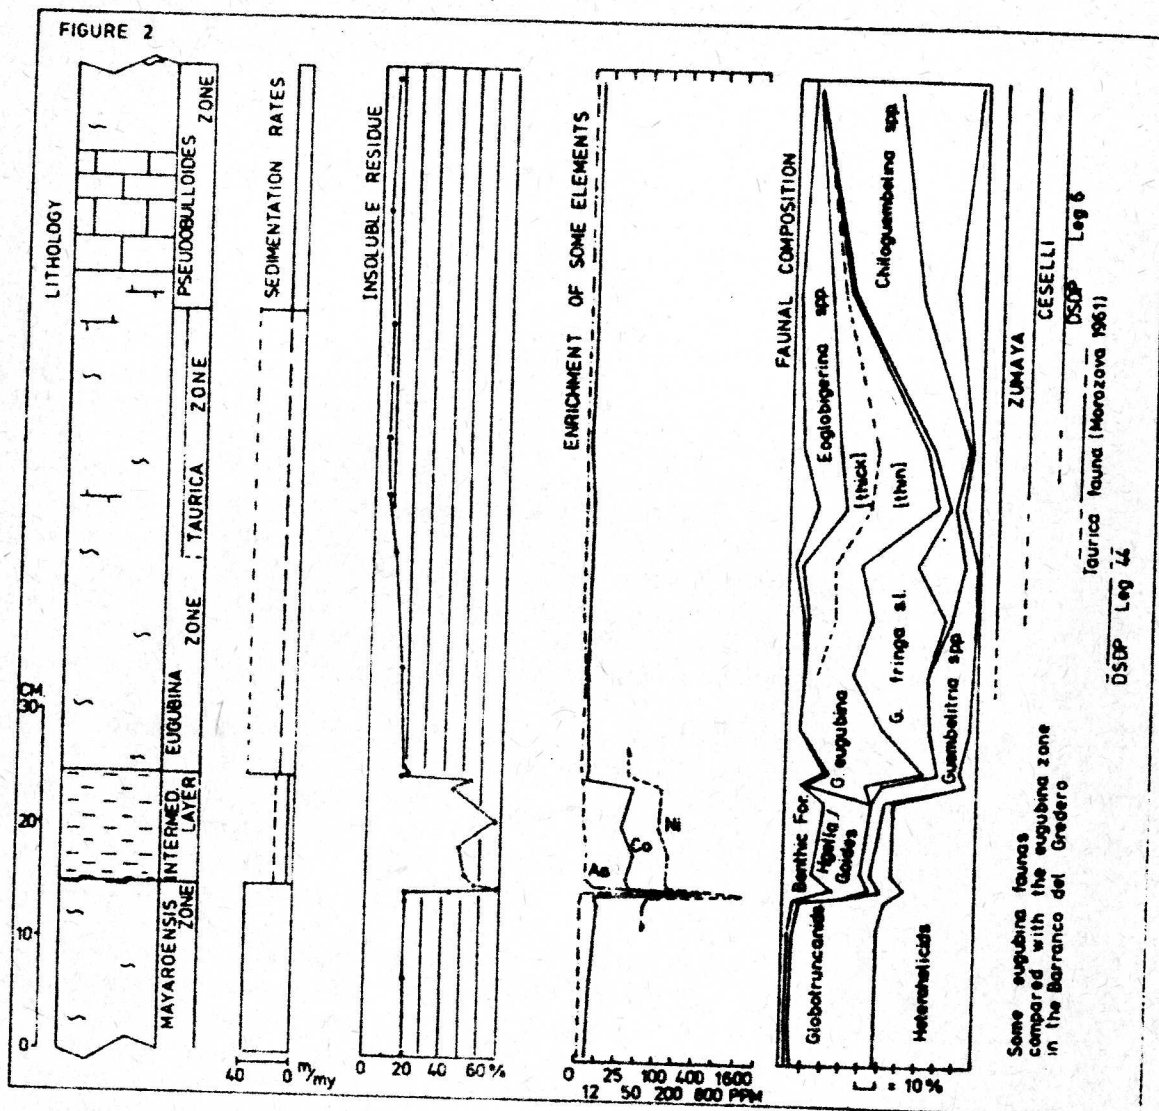 FIGURE 2
LITHOLOGY
CM.
30
20
10
0
PSEUDOBULLOIDES ZONE
TAURICA ZONE
EUGUBINA ZONE
INTERMED. LAYER
MAYAROENSIS ZONE
SEDIMENTATION RATES
40 0 m/my
INSOLUBLE RESIDUE
0 20 40 60 %
ENRICHMENT OF SOME ELEMENTS
As
Co
Ni
0 25 100 400 1600
12 50 200 800 PPM
FAUNAL COMPOSITION
Eoglobigerina spp.
Chiloguembelina spp.
(thick)
(thin)
G. eugubina
G. fringa s.l.
Guembelitria spp
Benthic For.
Globotruncanids
Heterohelicids
= 10 %
ZUMAYA
CESELLI
DSDP Leg 6
Taurica fauna (Morozova 1961)
DSDP Leg 44
Some eugubina faunas
compared with the eugubina zone
in the Barranco del Gredero